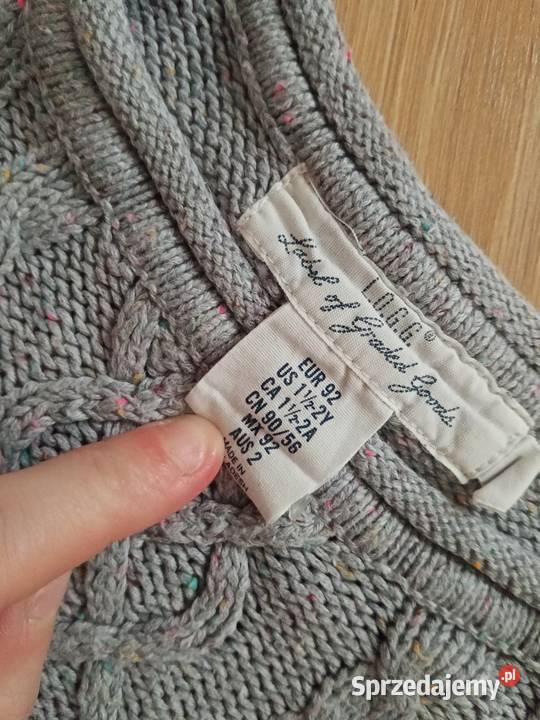 L.O.G.G®
Label of Graded Goods
EUR 92
US 1½-2Y
CA 1½-2A
CN 90/56
MX 92
AUS 2
MADE IN
Sprzedajemy.pl